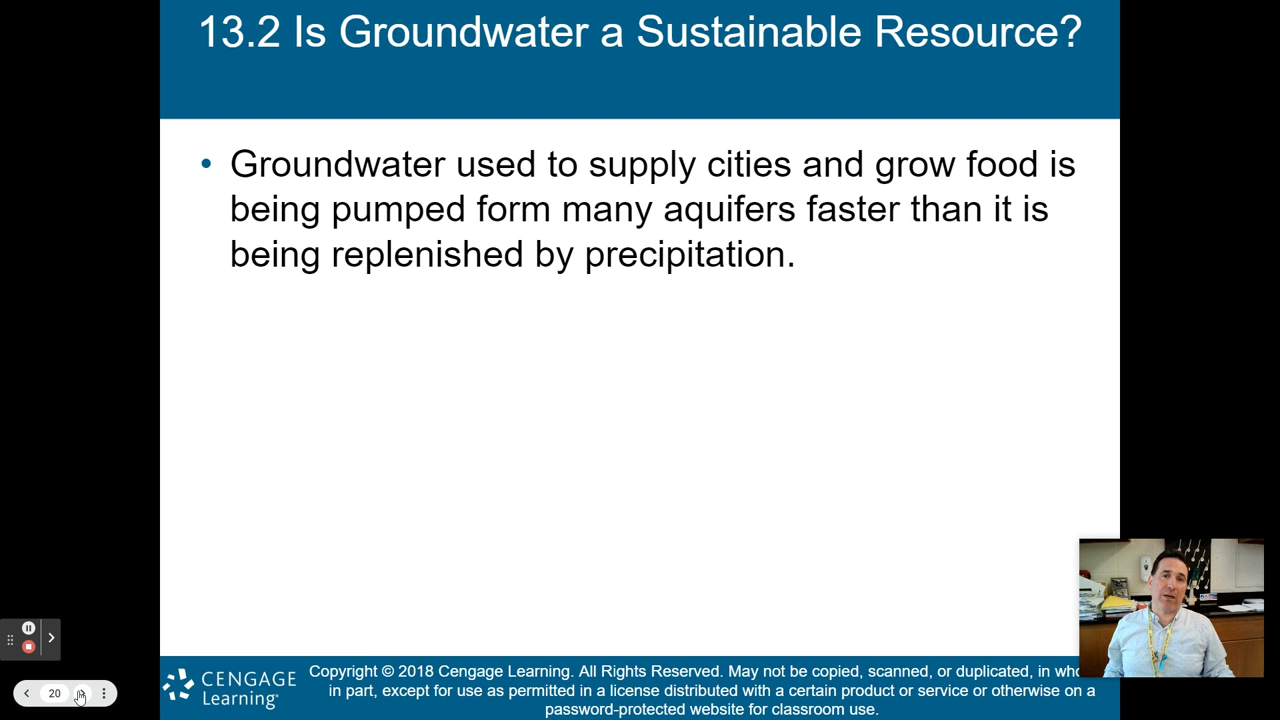 13.2 Is Groundwater a Sustainable Resource?
• Groundwater used to supply cities and grow food is
being pumped form many aquifers faster than it is
being replenished by precipitation.
20
CENGAGE
Learning®
Copyright © 2018 Cengage Learning. All Rights Reserved. May not be copied, scanned, or duplicated, in
in part, except for use as permitted in a license distributed with a certain product or service or otherwise on a
password-protected website for classroom use.